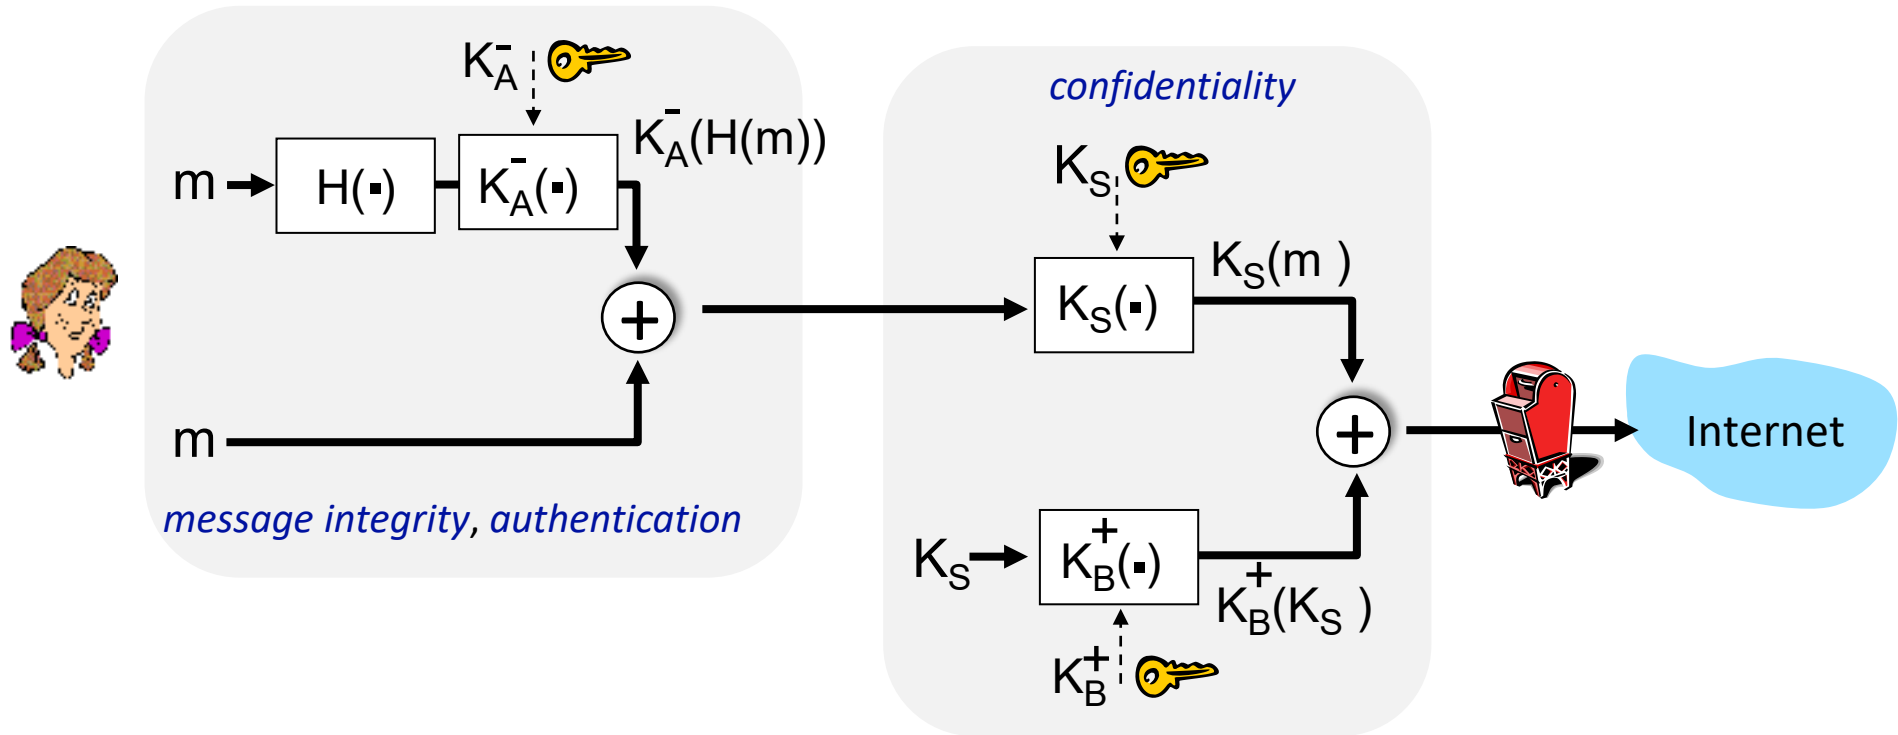 K_A^-
K_A^-(H(m))
m
H(▪)
K_A^-(▪)
+
m
message integrity, authentication
confidentiality
K_S
K_S(▪)
K_S(m )
+
Internet
K_S
K_B^+(▪)
K_B^+(K_S )
K_B^+